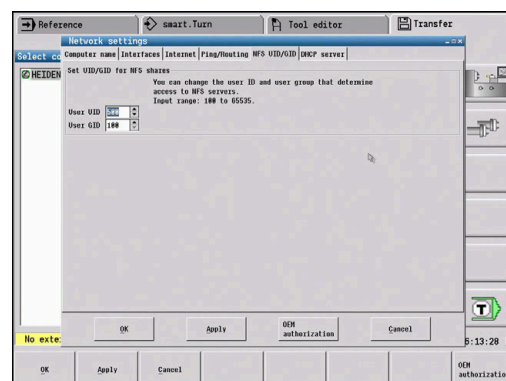 Reference smart.Turn Tool editor Transfer
Network settings
Select co
Computer name Interfaces Internet Ping/Routing NFS UID/GID DHCP server
HEIDEN
Set UID/GID for NFS shares
You can change the user ID and user group that determine
access to NFS servers.
Input range: 100 to 65535.
User UID 500
User GID 100
T
OK Apply OEM authorization Cancel
No exte
6:13:28
OK Apply Cancel OEM
authorizatio